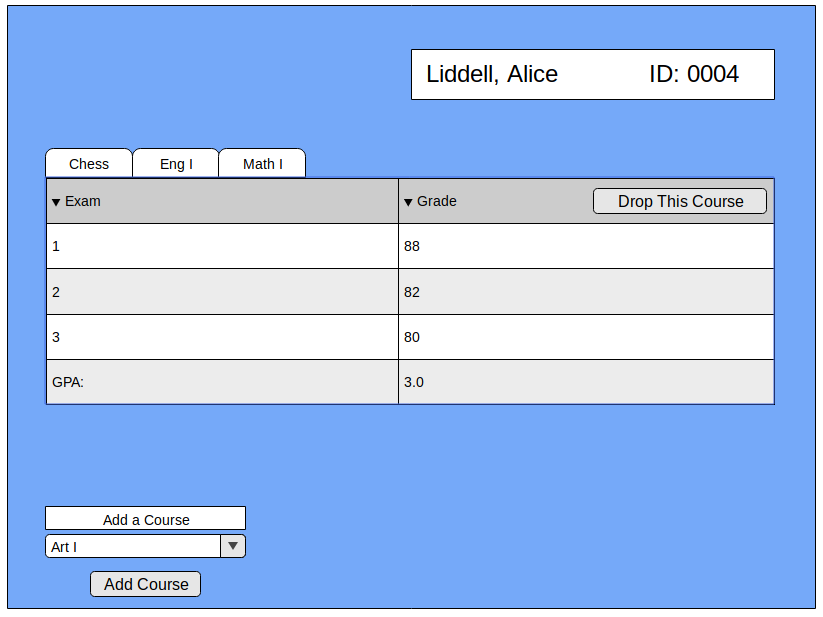 Liddell, Alice ID: 0004
Chess Eng I Math I
▼ Exam ▼ Grade Drop This Course
1 88
2 82
3 80
GPA: 3.0
Add a Course
Art I
Add Course